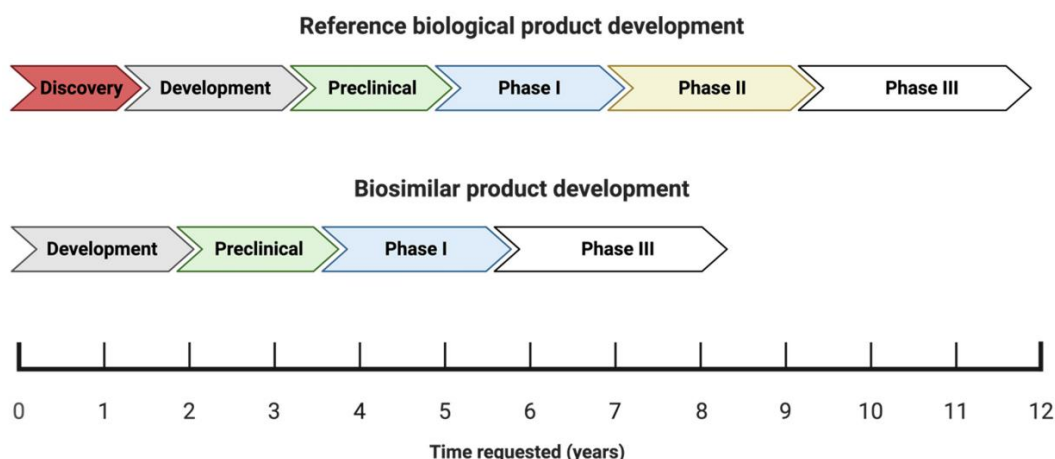 Reference biological product development
Discovery Development Preclinical Phase I Phase II Phase III
Biosimilar product development
Development Preclinical Phase I Phase III
0 1 2 3 4 5 6 7 8 9 10 11 12
Time requested (years)